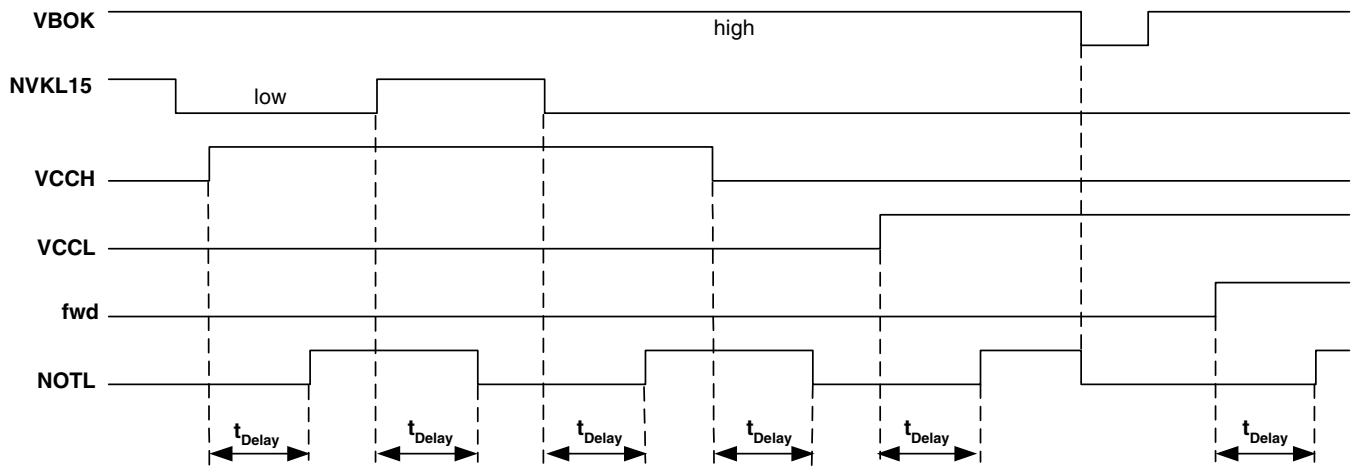 VBOK
high
NVKL15
low
VCCH
VCCL
fwd
NOTL
tDelay tDelay tDelay tDelay tDelay tDelay